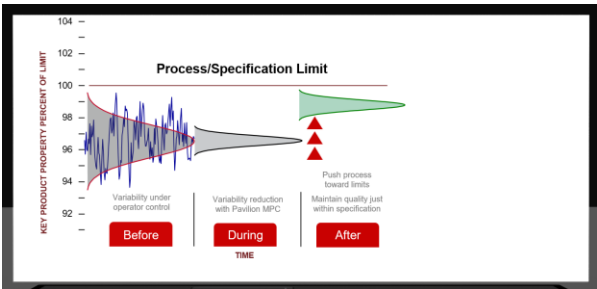 104
102
Process/Specification Limit
100
98
96
94
92
KEY PRODUCT PROPERTY PERCENT OF LIMIT
Push process
toward limits
Variability under
operator control
Variability reduction
with Pavilion MPC
Maintain quality just
within specification
Before
During
After
TIME